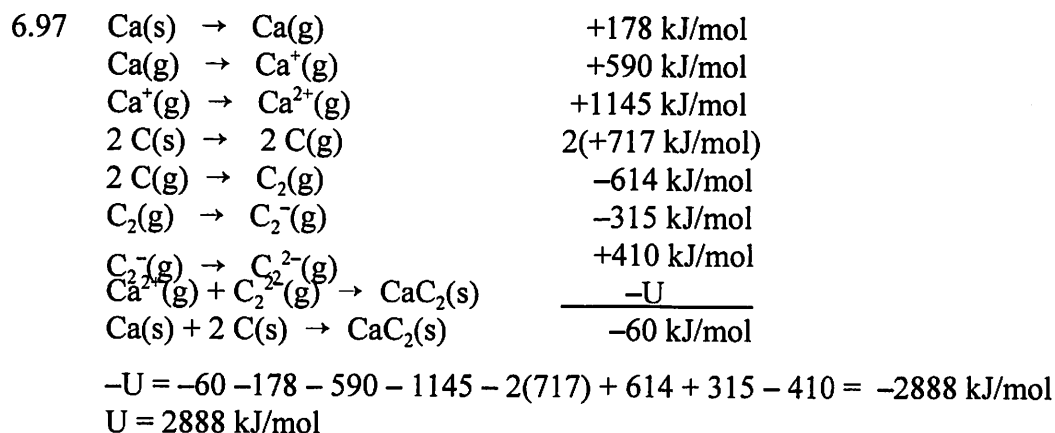 6.97 Ca(s) → Ca(g) +178 kJ/mol
Ca(g) → Ca⁺(g) +590 kJ/mol
Ca⁺(g) → Ca²⁺(g) +1145 kJ/mol
2 C(s) → 2 C(g) 2(+717 kJ/mol)
2 C(g) → C₂(g) –614 kJ/mol
C₂(g) → C₂⁻(g) –315 kJ/mol
C₂⁻(g) → C₂²⁻(g) +410 kJ/mol
Ca²⁺(g) + C₂²⁻(g) → CaC₂(s) –U
Ca(s) + 2 C(s) → CaC₂(s) –60 kJ/mol
–U = –60 –178 – 590 – 1145 – 2(717) + 614 + 315 – 410 = –2888 kJ/mol
U = 2888 kJ/mol